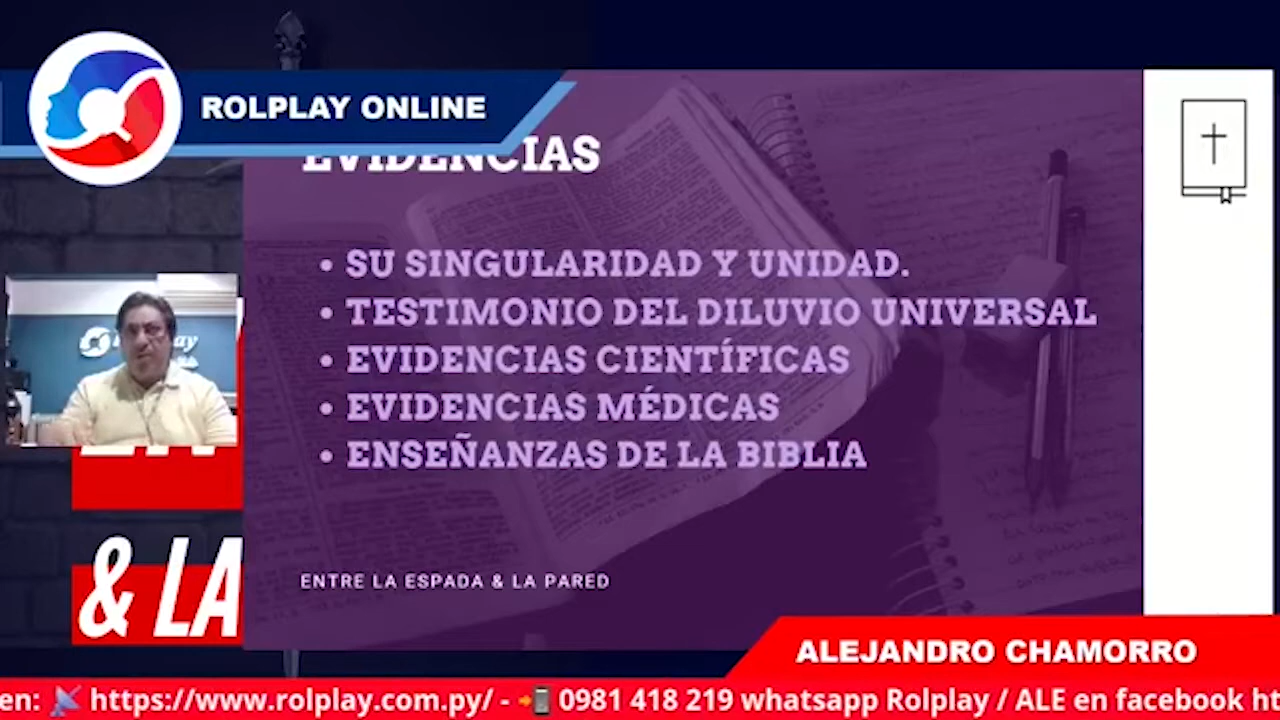 ROLPLAY ONLINE
EVIDENCIAS
• SU SINGULARIDAD Y UNIDAD.
• TESTIMONIO DEL DILUVIO UNIVERSAL
• EVIDENCIAS CIENTÍFICAS
• EVIDENCIAS MÉDICAS
• ENSEÑANZAS DE LA BIBLIA
& LA
ENTRE LA ESPADA & LA PARED
ALEJANDRO CHAMORRO
en: https://www.rolplay.com.py/ - 0981 418 219 whatsapp Rolplay / ALE en facebook ht